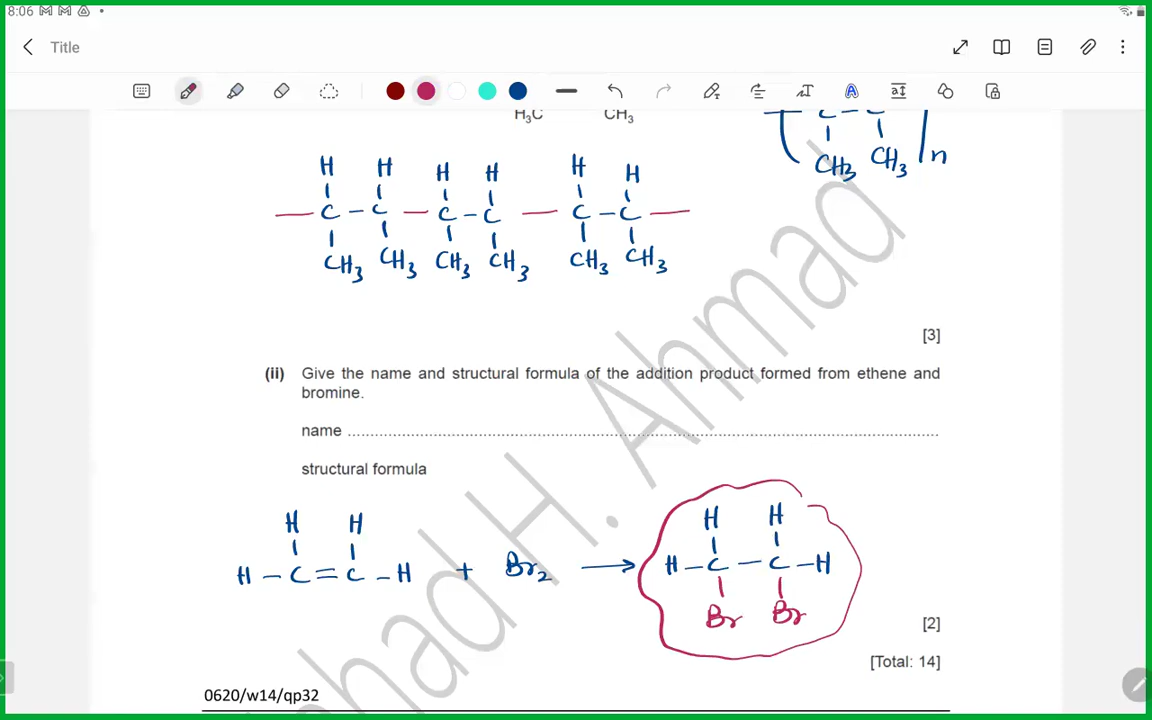 8:06
Title
H₃C CH₃
C – C
CH₃ CH₃ n
H H H H H H
C – C — C – C — C – C
CH₃ CH₃ CH₃ CH₃ CH₃ CH₃
[3]
(ii) Give the name and structural formula of the addition product formed from ethene and
bromine.
name ........................................................................................................
structural formula
H H H H
H – C = C – H + Br₂ → H – C – C – H
Br Br
[2]
[Total: 14]
0620/w14/qp32
had H. Ahmad